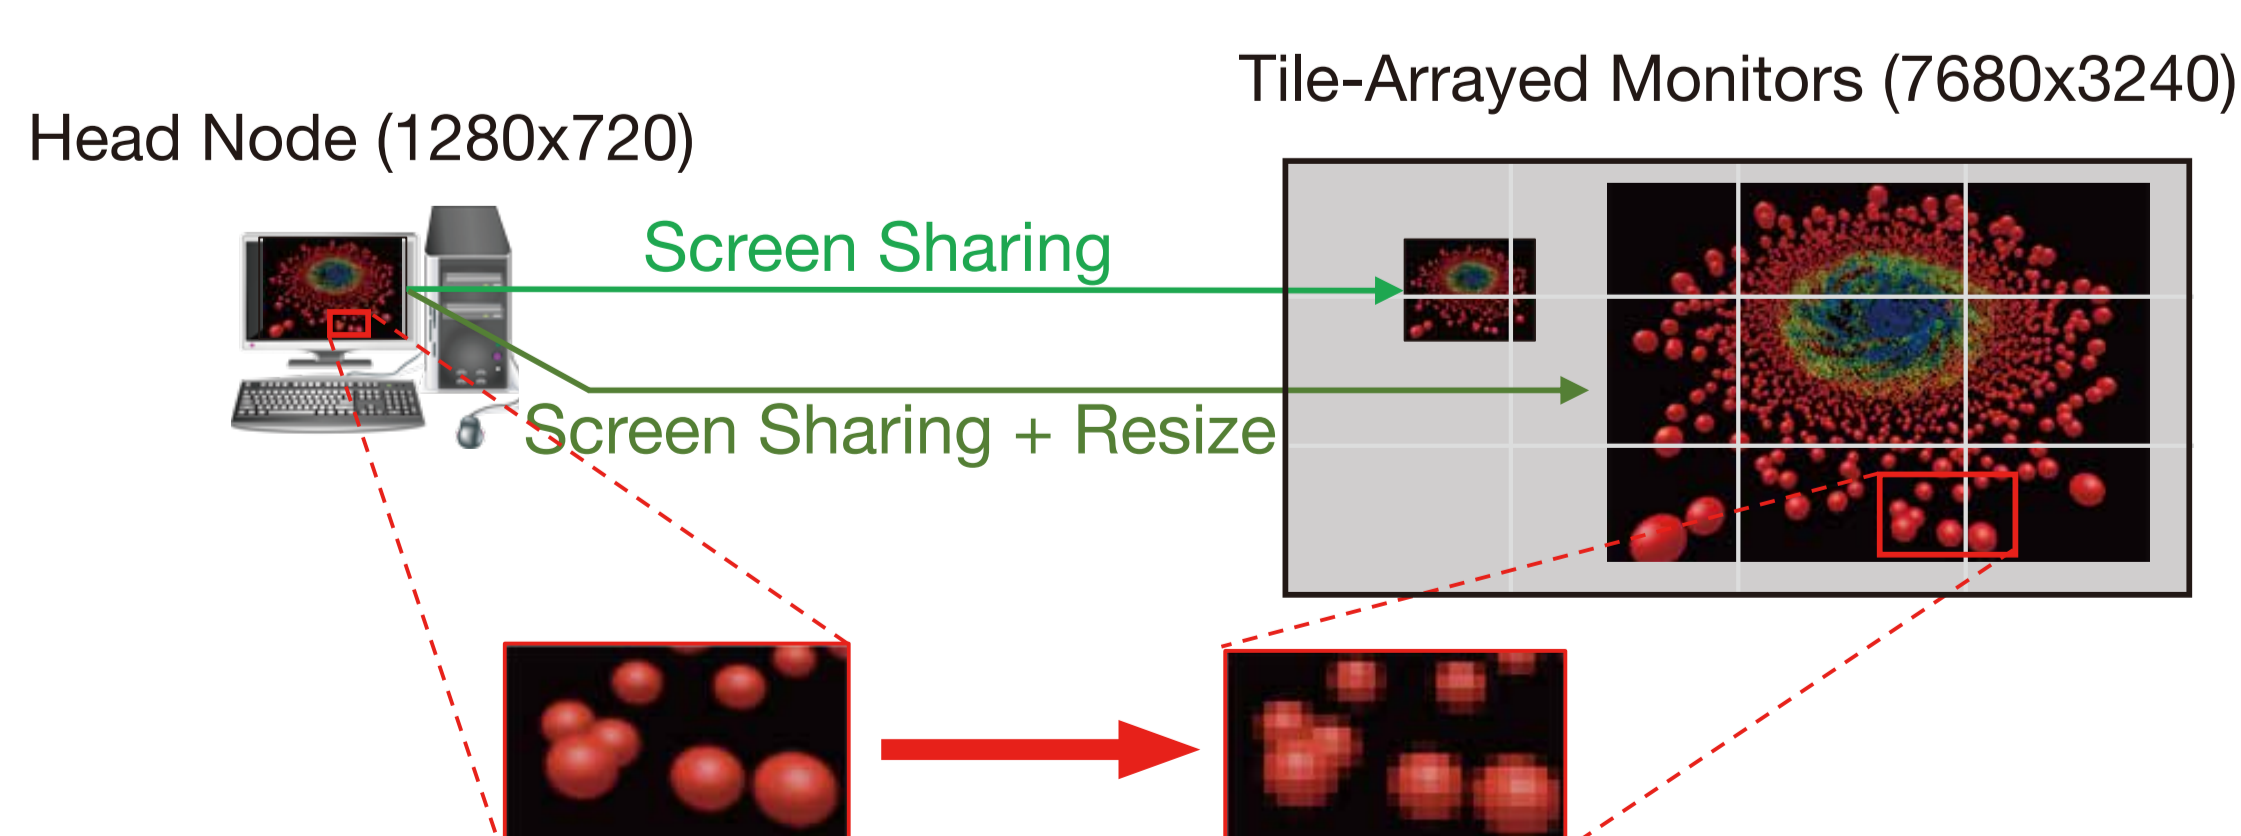 Tile-Arrayed Monitors (7680x3240)
Head Node (1280x720)
Screen Sharing
Screen Sharing + Resize